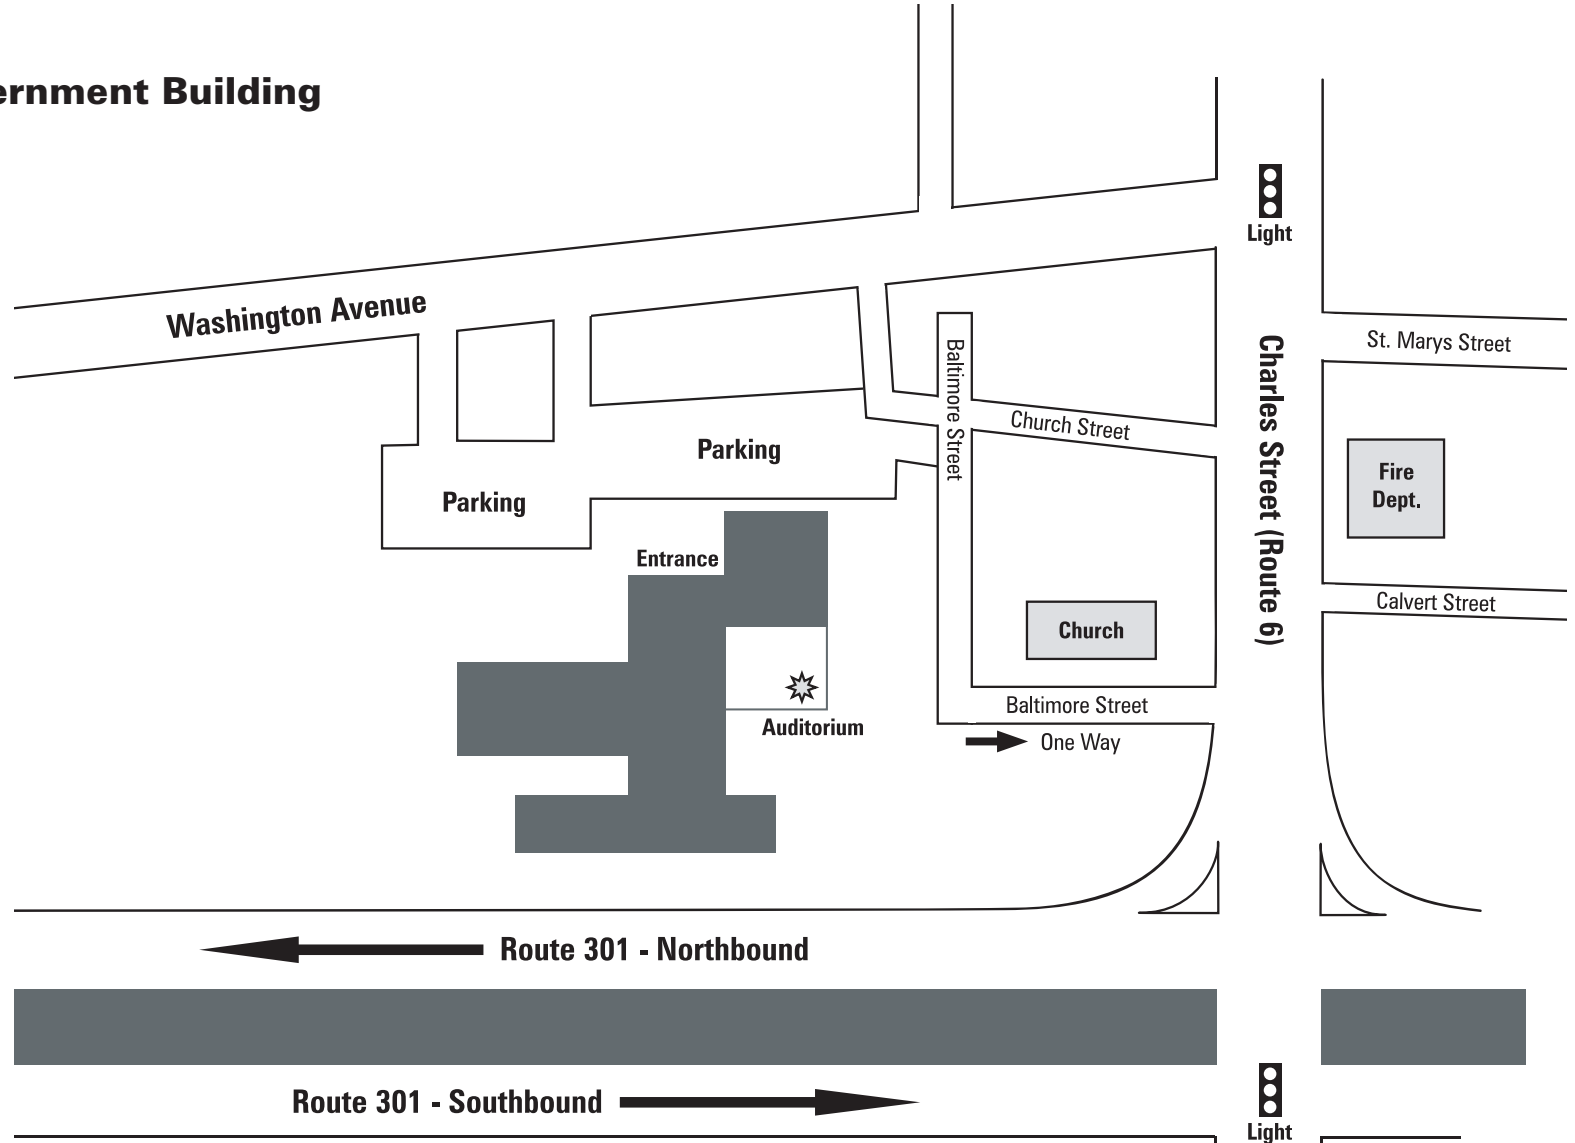 ernment Building
Light
Washington Avenue
St. Marys Street
Charles Street (Route 6)
Baltimore Street
Church Street
Parking
Fire
Dept.
Parking
Entrance
Calvert Street
Church
Baltimore Street
Auditorium
One Way
Route 301 - Northbound
Route 301 - Southbound
Light